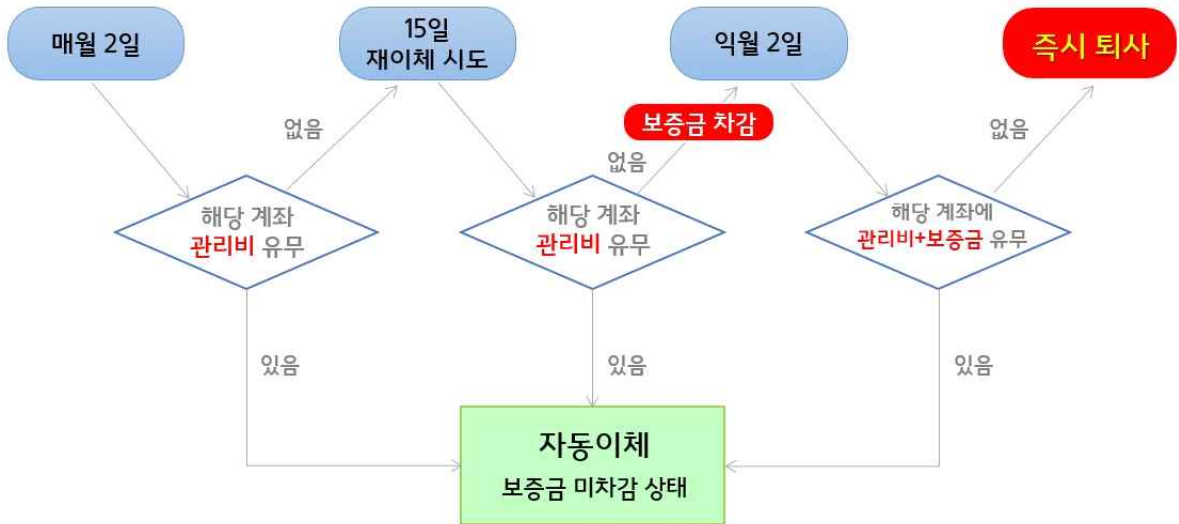 매월 2일
15일
재이체 시도
익월 2일
즉시 퇴사
없음
보증금 차감
없음
없음
해당 계좌
관리비 유무
해당 계좌
관리비 유무
해당 계좌에
관리비+보증금 유무
있음
있음
있음
자동이체
보증금 미차감 상태